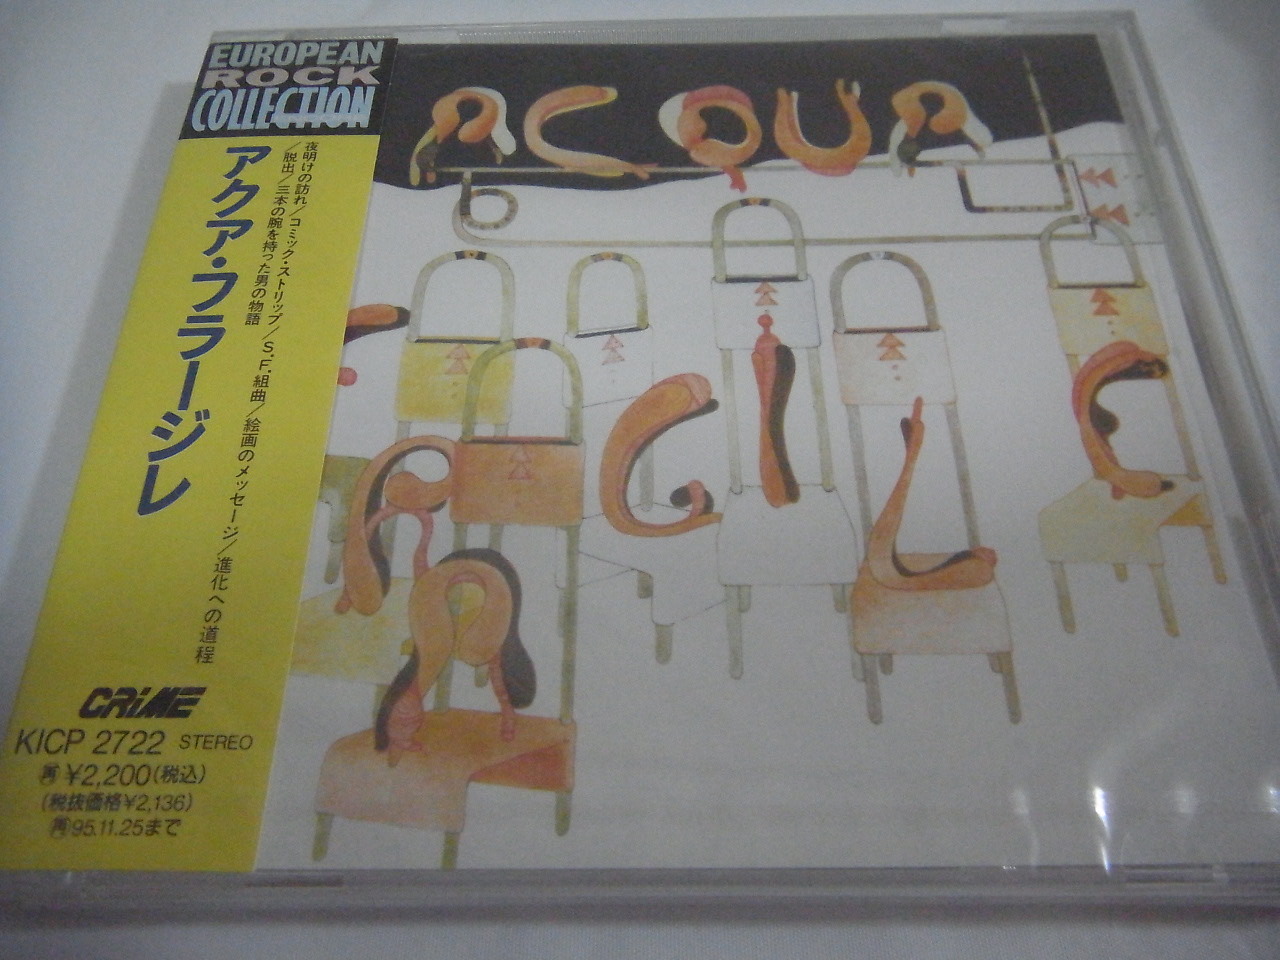 EUROPEAN
ROCK
COLLECTION
アクア・フラージレ
夜明けの訪れ/コミック・ストリップ/S.F.組曲/絵画のメッセージ/進化への道程
/脱出/三本の腕を持った男の物語
CRiME
KICP 2722 STEREO
再¥2,200(税込)
(税抜価格¥2,136)
再95.11.25まで
ACQUA
FRAGILE